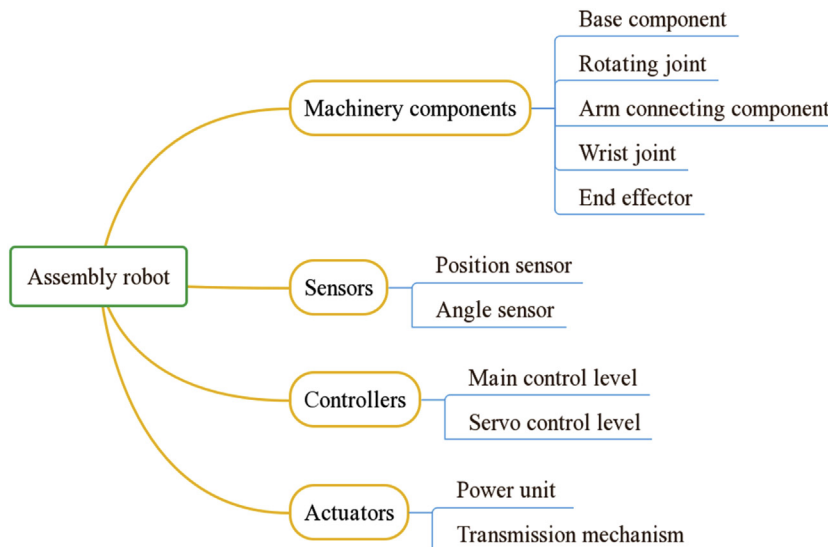 Assembly robot
Machinery components
Base component
Rotating joint
Arm connecting component
Wrist joint
End effector
Sensors
Position sensor
Angle sensor
Controllers
Main control level
Servo control level
Actuators
Power unit
Transmission mechanism